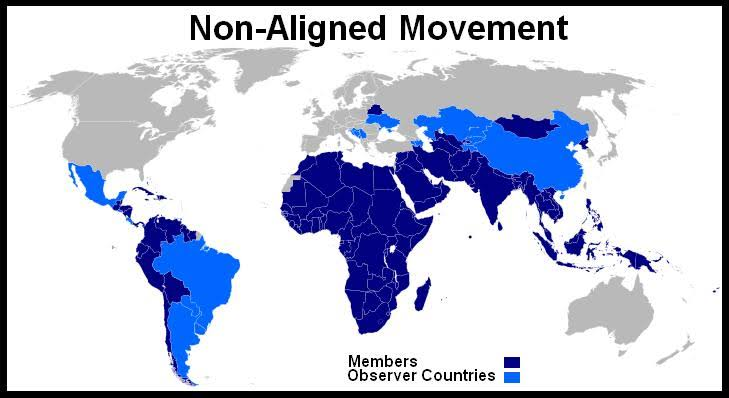 Non-Aligned Movement
Members
Observer Countries